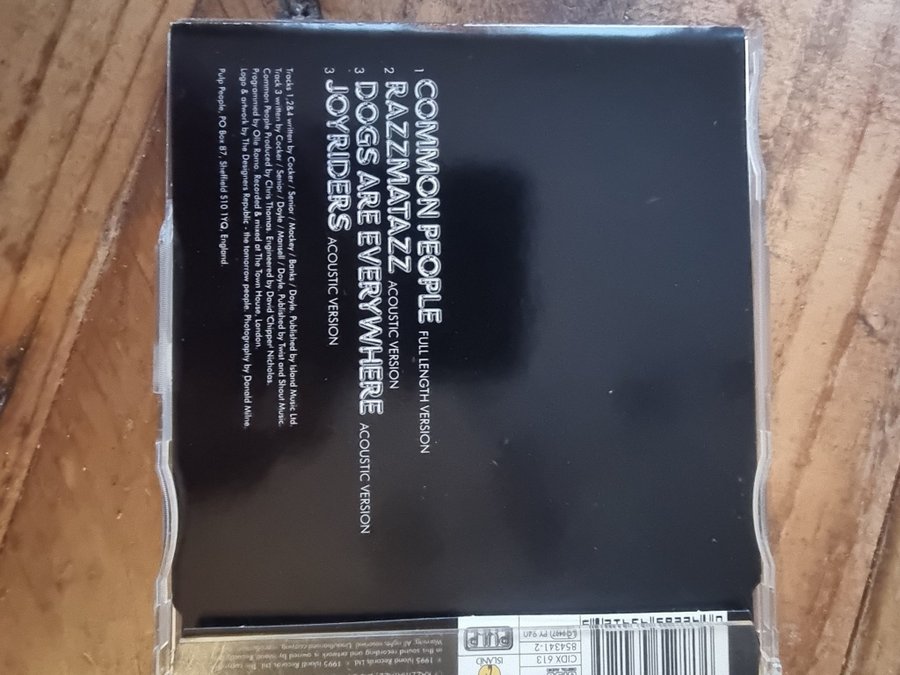 1 COMMON PEOPLE FULL LENGTH VERSION
2 RAZZMATAZZ ACOUSTIC VERSION
3 DOGS ARE EVERYWHERE ACOUSTIC VERSION
3 JOYRIDERS ACOUSTIC VERSION
Tracks 1,2&4 written by Cocker / Senior / Mackey / Banks / Doyle. Published by Island Music Ltd.
Track 3 written by Cocker / Senior / Doyle / Mansell / Doyle. Published by Twist and Shout Music.
Common People Produced by Chris Thomas. Engineered by David 'Chipper' Nicholas.
Programmed by Olle Romo. Recorded & mixed at The Town House, London.
Logo & artwork by The Designers Republic - the tomorrow people. Photography by Donald Milne.
Pulp People, PO Box 87, Sheffield S10 1YQ, England.
ISLAND
PULP
CIDX 613
854341-2